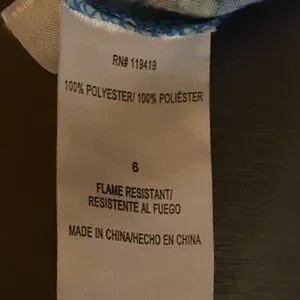 RN# 119419
100% POLYESTER/ 100% POLIÉSTER
6
FLAME RESISTANT/
RESISTENTE AL FUEGO
MADE IN CHINA/HECHO EN CHINA